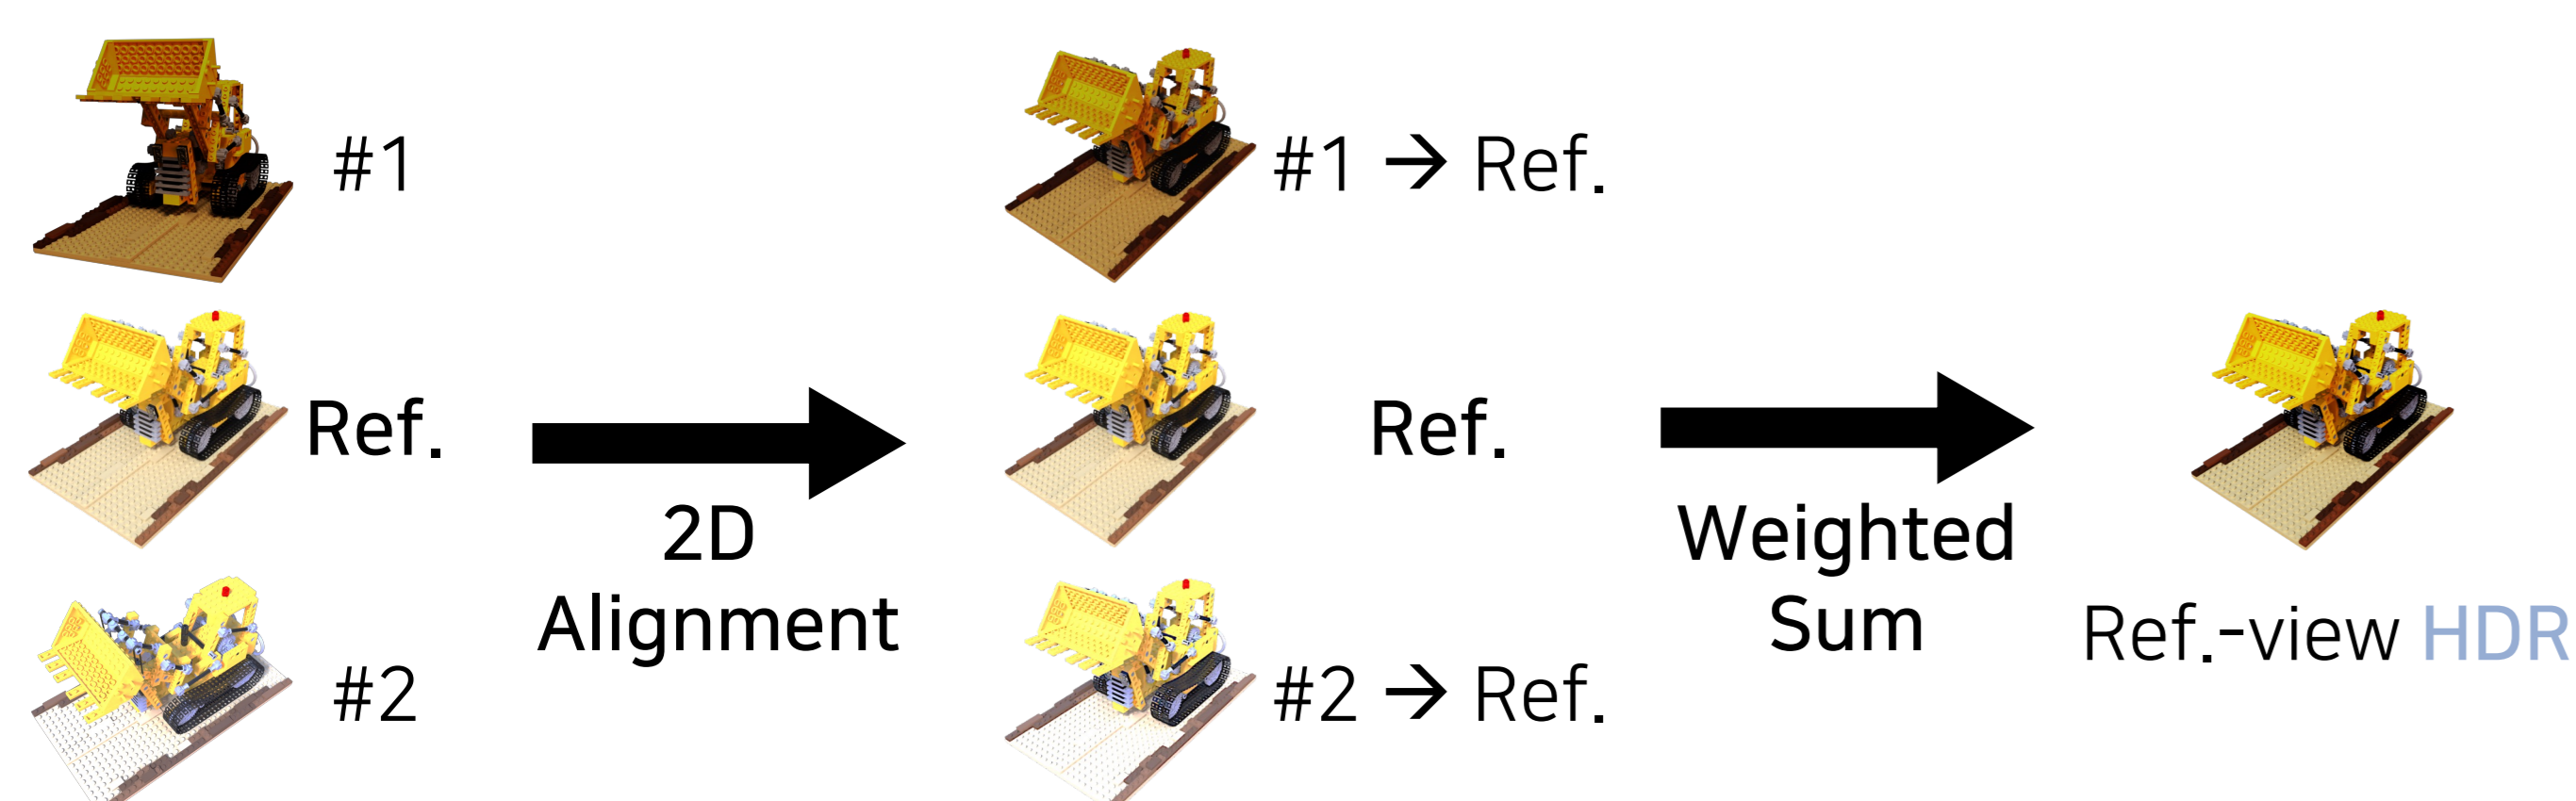 #1
Ref.
#2
2D
Alignment
#1 → Ref.
Ref.
#2 → Ref.
Weighted
Sum
Ref.-view HDR